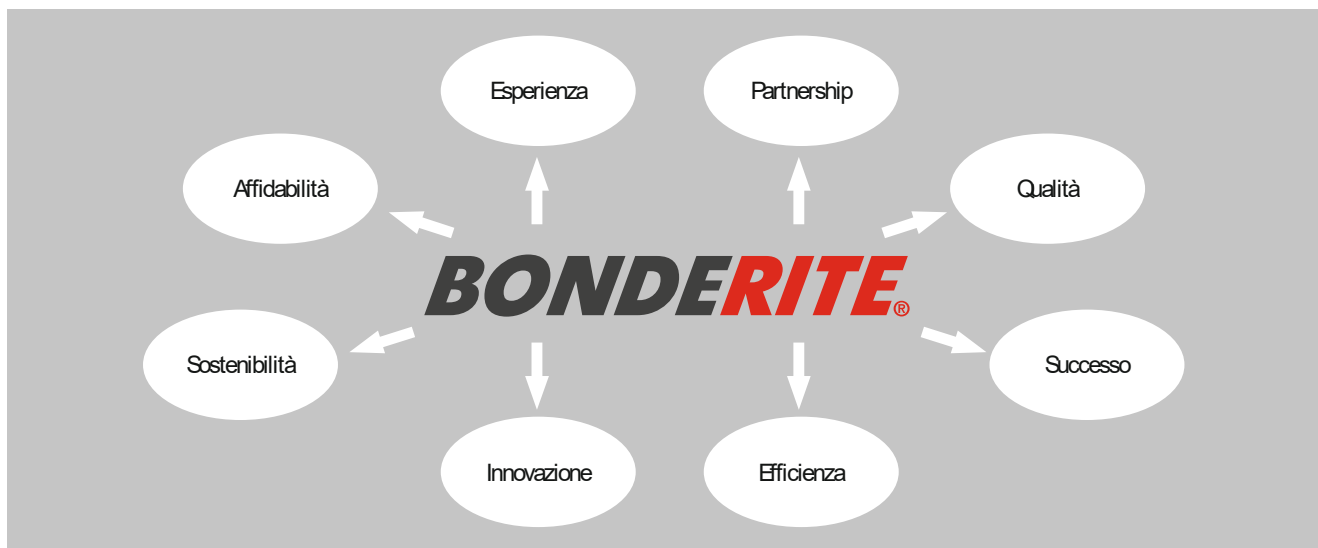 Esperienza
Partnership
Affidabilità
Qualità
BONDERITE®
Sostenibilità
Successo
Innovazione
Efficienza